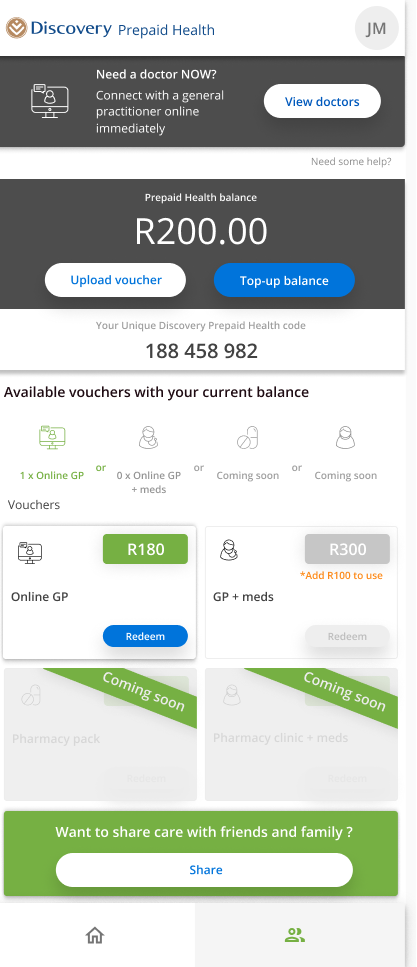 Discovery Prepaid Health
JM
Need a doctor NOW?
Connect with a general
practitioner online
immediately
View doctors
Need some help?
Prepaid Health balance
R200.00
Upload voucher
Top-up balance
Your Unique Discovery Prepaid Health code
188 458 982
Available vouchers with your current balance
1 x Online GP
or
0 x Online GP
+ meds
or
Coming soon
or
Coming soon
Vouchers
R180
Online GP
Redeem
R300
*Add R100 to use
GP + meds
Redeem
Coming soon
Pharmacy pack
Redeem
Coming soon
Pharmacy clinic + meds
Redeem
Want to share care with friends and family ?
Share